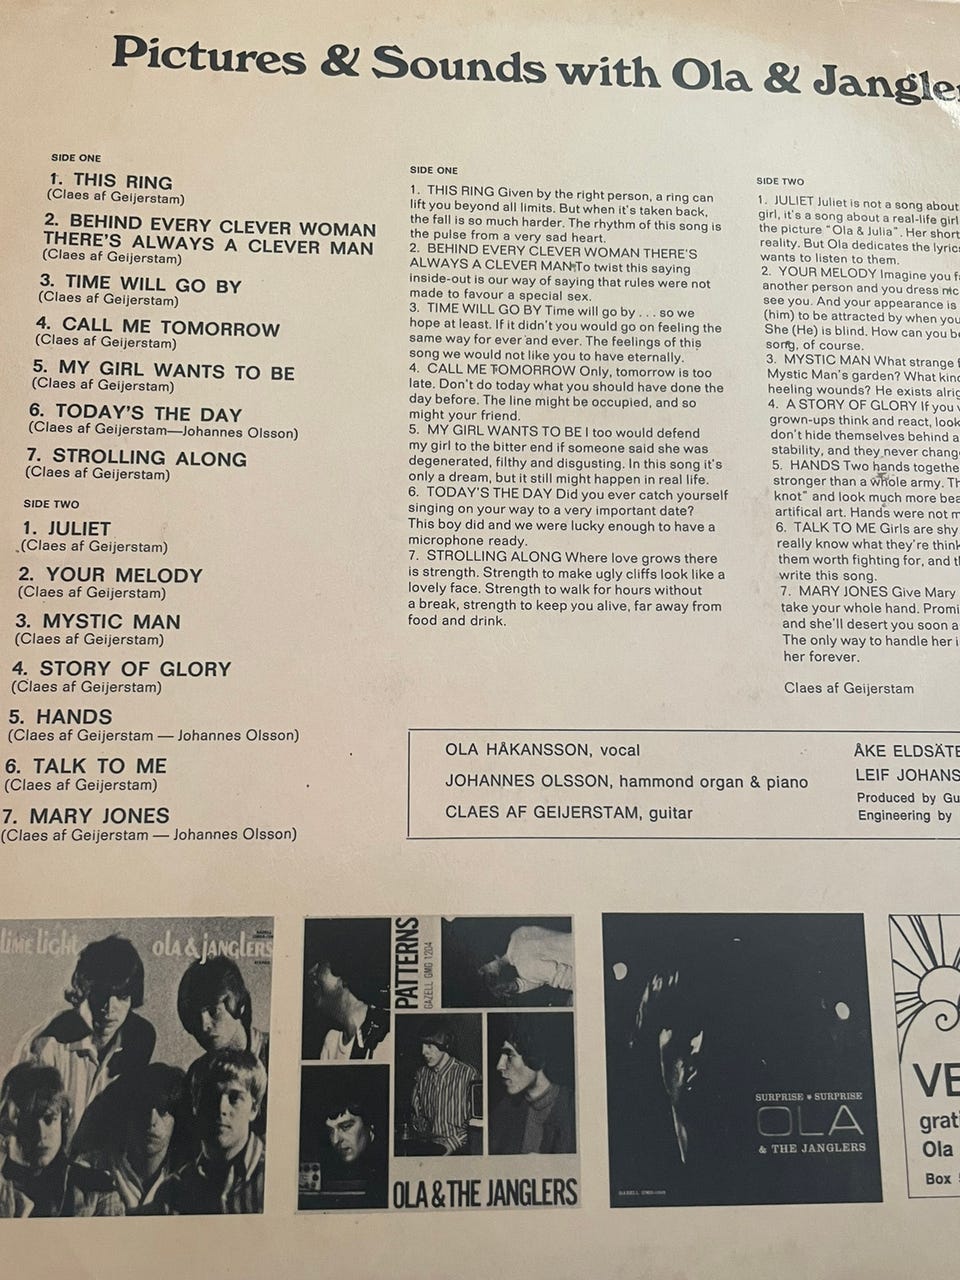 Pictures & Sounds with Ola & Jangle
SIDE ONE
1. THIS RING
(Claes af Geijerstam)
2. BEHIND EVERY CLEVER WOMAN
THERE'S ALWAYS A CLEVER MAN
(Claes af Geijerstam)
3. TIME WILL GO BY
(Claes af Geijerstam)
4. CALL ME TOMORROW
(Claes af Geijerstam)
5. MY GIRL WANTS TO BE
(Claes af Geijerstam)
6. TODAY'S THE DAY
(Claes af Geijerstam—Johannes Olsson)
7. STROLLING ALONG
(Claes af Geijerstam)
SIDE TWO
1. JULIET
(Claes af Geijerstam)
2. YOUR MELODY
(Claes af Geijerstam)
3. MYSTIC MAN
(Claes af Geijerstam)
4. STORY OF GLORY
(Claes af Geijerstam)
5. HANDS
(Claes af Geijerstam — Johannes Olsson)
6. TALK TO ME
(Claes af Geijerstam)
7. MARY JONES
(Claes af Geijerstam — Johannes Olsson)
SIDE ONE
1. THIS RING Given by the right person, a ring can
lift you beyond all limits. But when it's taken back,
the fall is so much harder. The rhythm of this song is
the pulse from a very sad heart.
2. BEHIND EVERY CLEVER WOMAN THERE'S
ALWAYS A CLEVER MAN To twist this saying
inside-out is our way of saying that rules were not
made to favour a special sex.
3. TIME WILL GO BY Time will go by . . . so we
hope at least. If it didn't you would go on feeling the
same way for ever and ever. The feelings of this
song we would not like you to have eternally.
4. CALL ME TOMORROW Only, tomorrow is too
late. Don't do today what you should have done the
day before. The line might be occupied, and so
might your friend.
5. MY GIRL WANTS TO BE I too would defend
my girl to the bitter end if someone said she was
degenerated, filthy and disgusting. In this song it's
only a dream, but it still might happen in real life.
6. TODAY'S THE DAY Did you ever catch yourself
singing on your way to a very important date?
This boy did and we were lucky enough to have a
microphone ready.
7. STROLLING ALONG Where love grows there
is strength. Strength to make ugly cliffs look like a
lovely face. Strength to walk for hours without
a break, strength to keep you alive, far away from
food and drink.
SIDE TWO
1. JULIET Juliet is not a song about
girl, it's a song about a real-life girl
the picture "Ola & Julia". Her short
reality. But Ola dedicates the lyric
wants to listen to them.
2. YOUR MELODY Imagine you f
another person and you dress nic
see you. And your appearance is
(him) to be attracted by when you
She (He) is blind. How can you be
song, of course.
3. MYSTIC MAN What strange f
Mystic Man's garden? What kin
heeling wounds? He exists alrig
4. A STORY OF GLORY If you
grown-ups think and react, look
don't hide themselves behind a
stability, and they never chang
5. HANDS Two hands togethe
stronger than a whole army. Th
knot" and look much more bea
artifical art. Hands were not m
6. TALK TO ME Girls are shy
really know what they're think
them worth fighting for, and t
write this song.
7. MARY JONES Give Mary
take your whole hand. Promi
and she'll desert you soon a
The only way to handle her i
her forever.
Claes af Geijerstam
OLA HÅKANSSON, vocal
JOHANNES OLSSON, hammond organ & piano
CLAES AF GEIJERSTAM, guitar
ÅKE ELDSÄTE
LEIF JOHANS
Produced by Gu
Engineering by
lime light
ola & janglers
PATTERNS
GAZELL GMG 1204
OLA & THE JANGLERS
SURPRISE * SURPRISE
OLA
& THE JANGLERS
VE
grati
Ola
Box